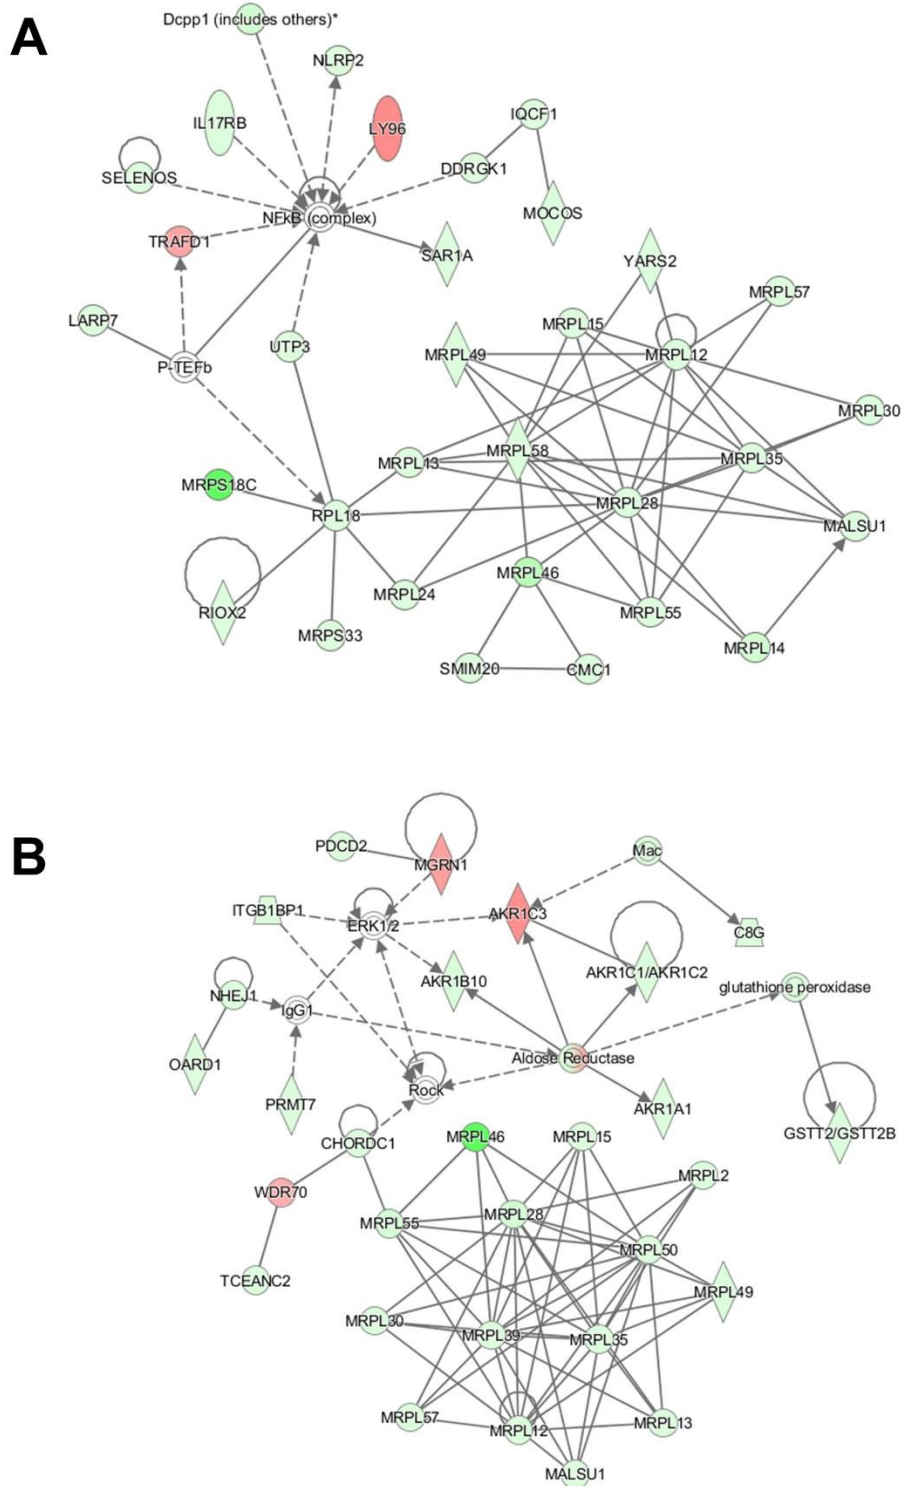 A
Dcpp1 (includes others)*
NLRP2
IL17RB
LY96
IQCF1
SELENOS
DDRGK1
NFkB (complex)
MOCOS
TRAFD1
SAR1A
YARS2
MRPL57
LARP7
MRPL15
UTP3
MRPL49
MRPL12
P-TEFb
MRPL30
MRPL58
MRPL13
MRPL35
MRPS18C
MRPL28
RPL18
MALSU1
MRPL46
MRPL24
RIOX2
MRPL55
MRPS33
MRPL14
SMIM20
CMC1
B
PDCD2
Mac
MGRN1
ITGB1BP1
AKR1C3
ERK1/2
C8G
AKR1B10
AKR1C1/AKR1C2
glutathione peroxidase
NHEJ1
IgG1
Aldose Reductase
OARD1
Rock
PRMT7
AKR1A1
GSTT2/GSTT2B
CHORDC1
MRPL46
MRPL15
MRPL2
WDR70
MRPL28
MRPL55
MRPL50
TCEANC2
MRPL49
MRPL30
MRPL39
MRPL35
MRPL57
MRPL12
MRPL13
MALSU1